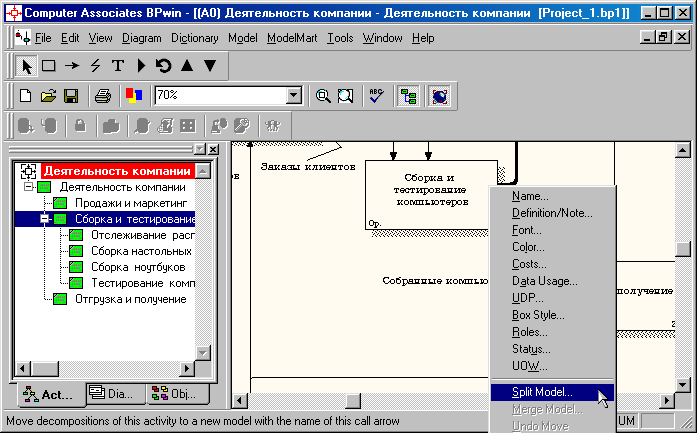 Computer Associates BPwin - [(A0) Деятельность компании - Деятельность компании [Project_1.bp1]]
File Edit View Diagram Dictionary Model ModelMart Tools Window Help
T
70%
ABC
Деятельность компании
Деятельность компании
Продажи и маркетинг
Сборка и тестирование
Отслеживание расп
Сборка настольных
Сборка ноутбуков
Тестирование комп
Отгрузка и получение
Act...
Dia...
Obj...
Заказы клиентов
Сборка и
тестирование
компьютеров
0р.
Собранные компью
получение
Name...
Definition/Note...
Font...
Color...
Costs...
Data Usage...
UDP...
Box Style...
Roles...
Status...
UOW...
Split Model...
Merge Model...
Undo Move
Move decompositions of this activity to a new model with the name of this call arrow
UM